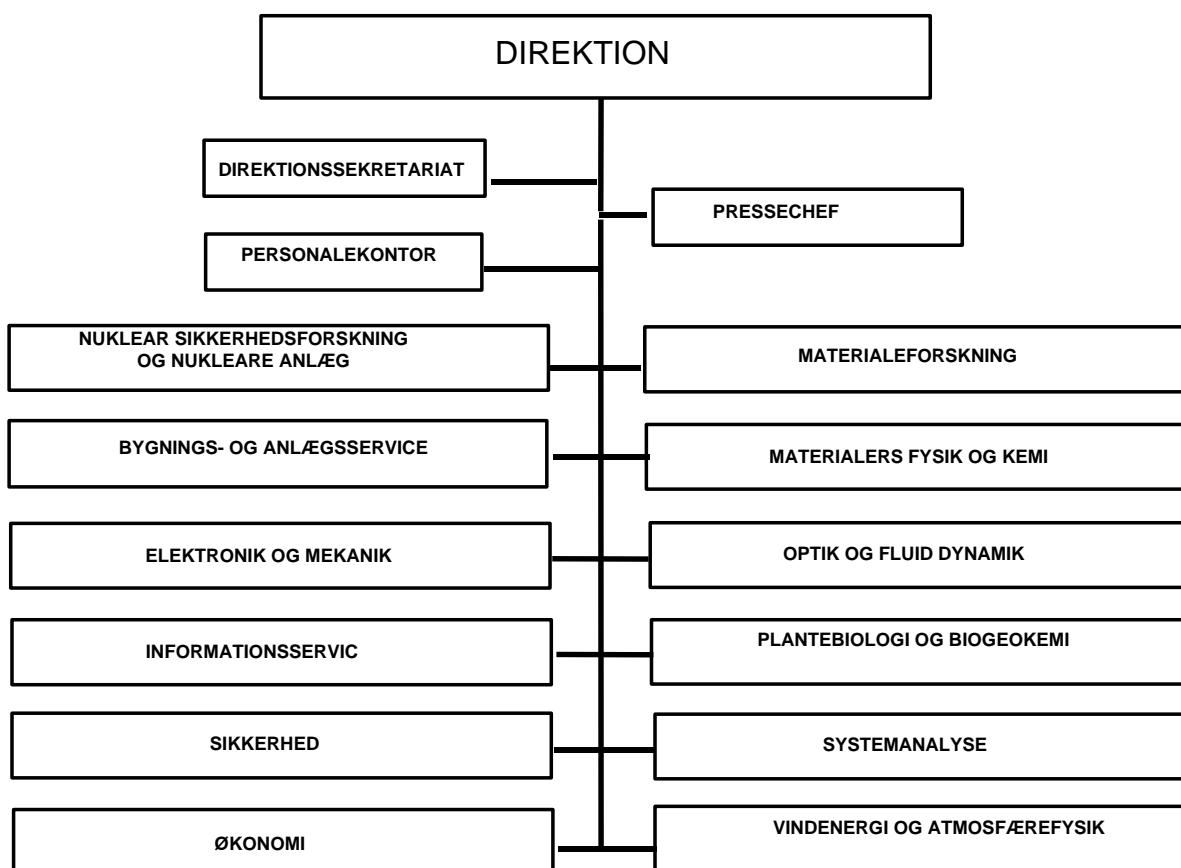 DIREKTION
DIREKTIONSSEKRETARIAT
PRESSECHEF
PERSONALEKONTOR
NUKLEAR SIKKERHEDSFORSKNING
OG NUKLEARE ANLÆG
MATERIALEFORSKNING
BYGNINGS- OG ANLÆGSSERVICE
MATERIALERS FYSIK OG KEMI
ELEKTRONIK OG MEKANIK
OPTIK OG FLUID DYNAMIK
INFORMATIONSSERVIC
PLANTEBIOLOGI OG BIOGEOKEMI
SIKKERHED
SYSTEMANALYSE
ØKONOMI
VINDENERGI OG ATMOSFÆREFYSIK